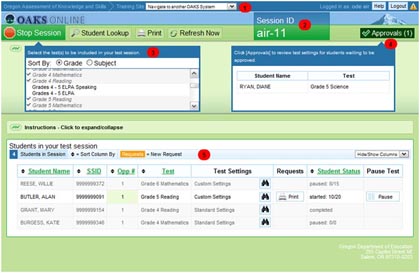 Oregon Assessment of Knowledge and Skills Training Site Navigate to another OAKS System 1 Logged in as: Help Logout
OAKS ONLINE
Session ID
air-11
2
Stop Session Student Lookup Print Refresh Now
4
Approvals (1)
Select the test(s) to be included in your test session. 3
Sort By: Grade Subject
Grade 4 Mathematics
Grade 4 Reading
Grades 4 - 5 ELPA Speaking
Grades 4 - 5 ELPA
Grade 5 Mathematics
Grade 5 Reading
Click [Approvals] to review test settings for students waiting to be approved.
Student Name Test
RYAN, DIANE Grade 5 Science
Instructions - Click to expand/collapse
Students in your test session
4 Students in Session = Sort Column By Requests = New Request 5 Hide/Show Columns
Student Name SSID Opp.# Test Test Settings Requests Student Status Pause Test
REESE, WILLIE 9999999372 1 Grade 6 Mathematics Custom Settings paused: 8/15
BUTLER, ALAN 9999999091 1 Grade 5 Reading Custom Settings Print started: 10/20 Pause
GRANT, MARY 9999999154 1 Grade 4 Reading Standard Settings completed
BURGESS, KATIE 9999999346 1 Grade 4 Mathematics Standard Settings paused: 0/0
Oregon Department of Education
255 Capitol Street NE
Salem, OR 97310-0203